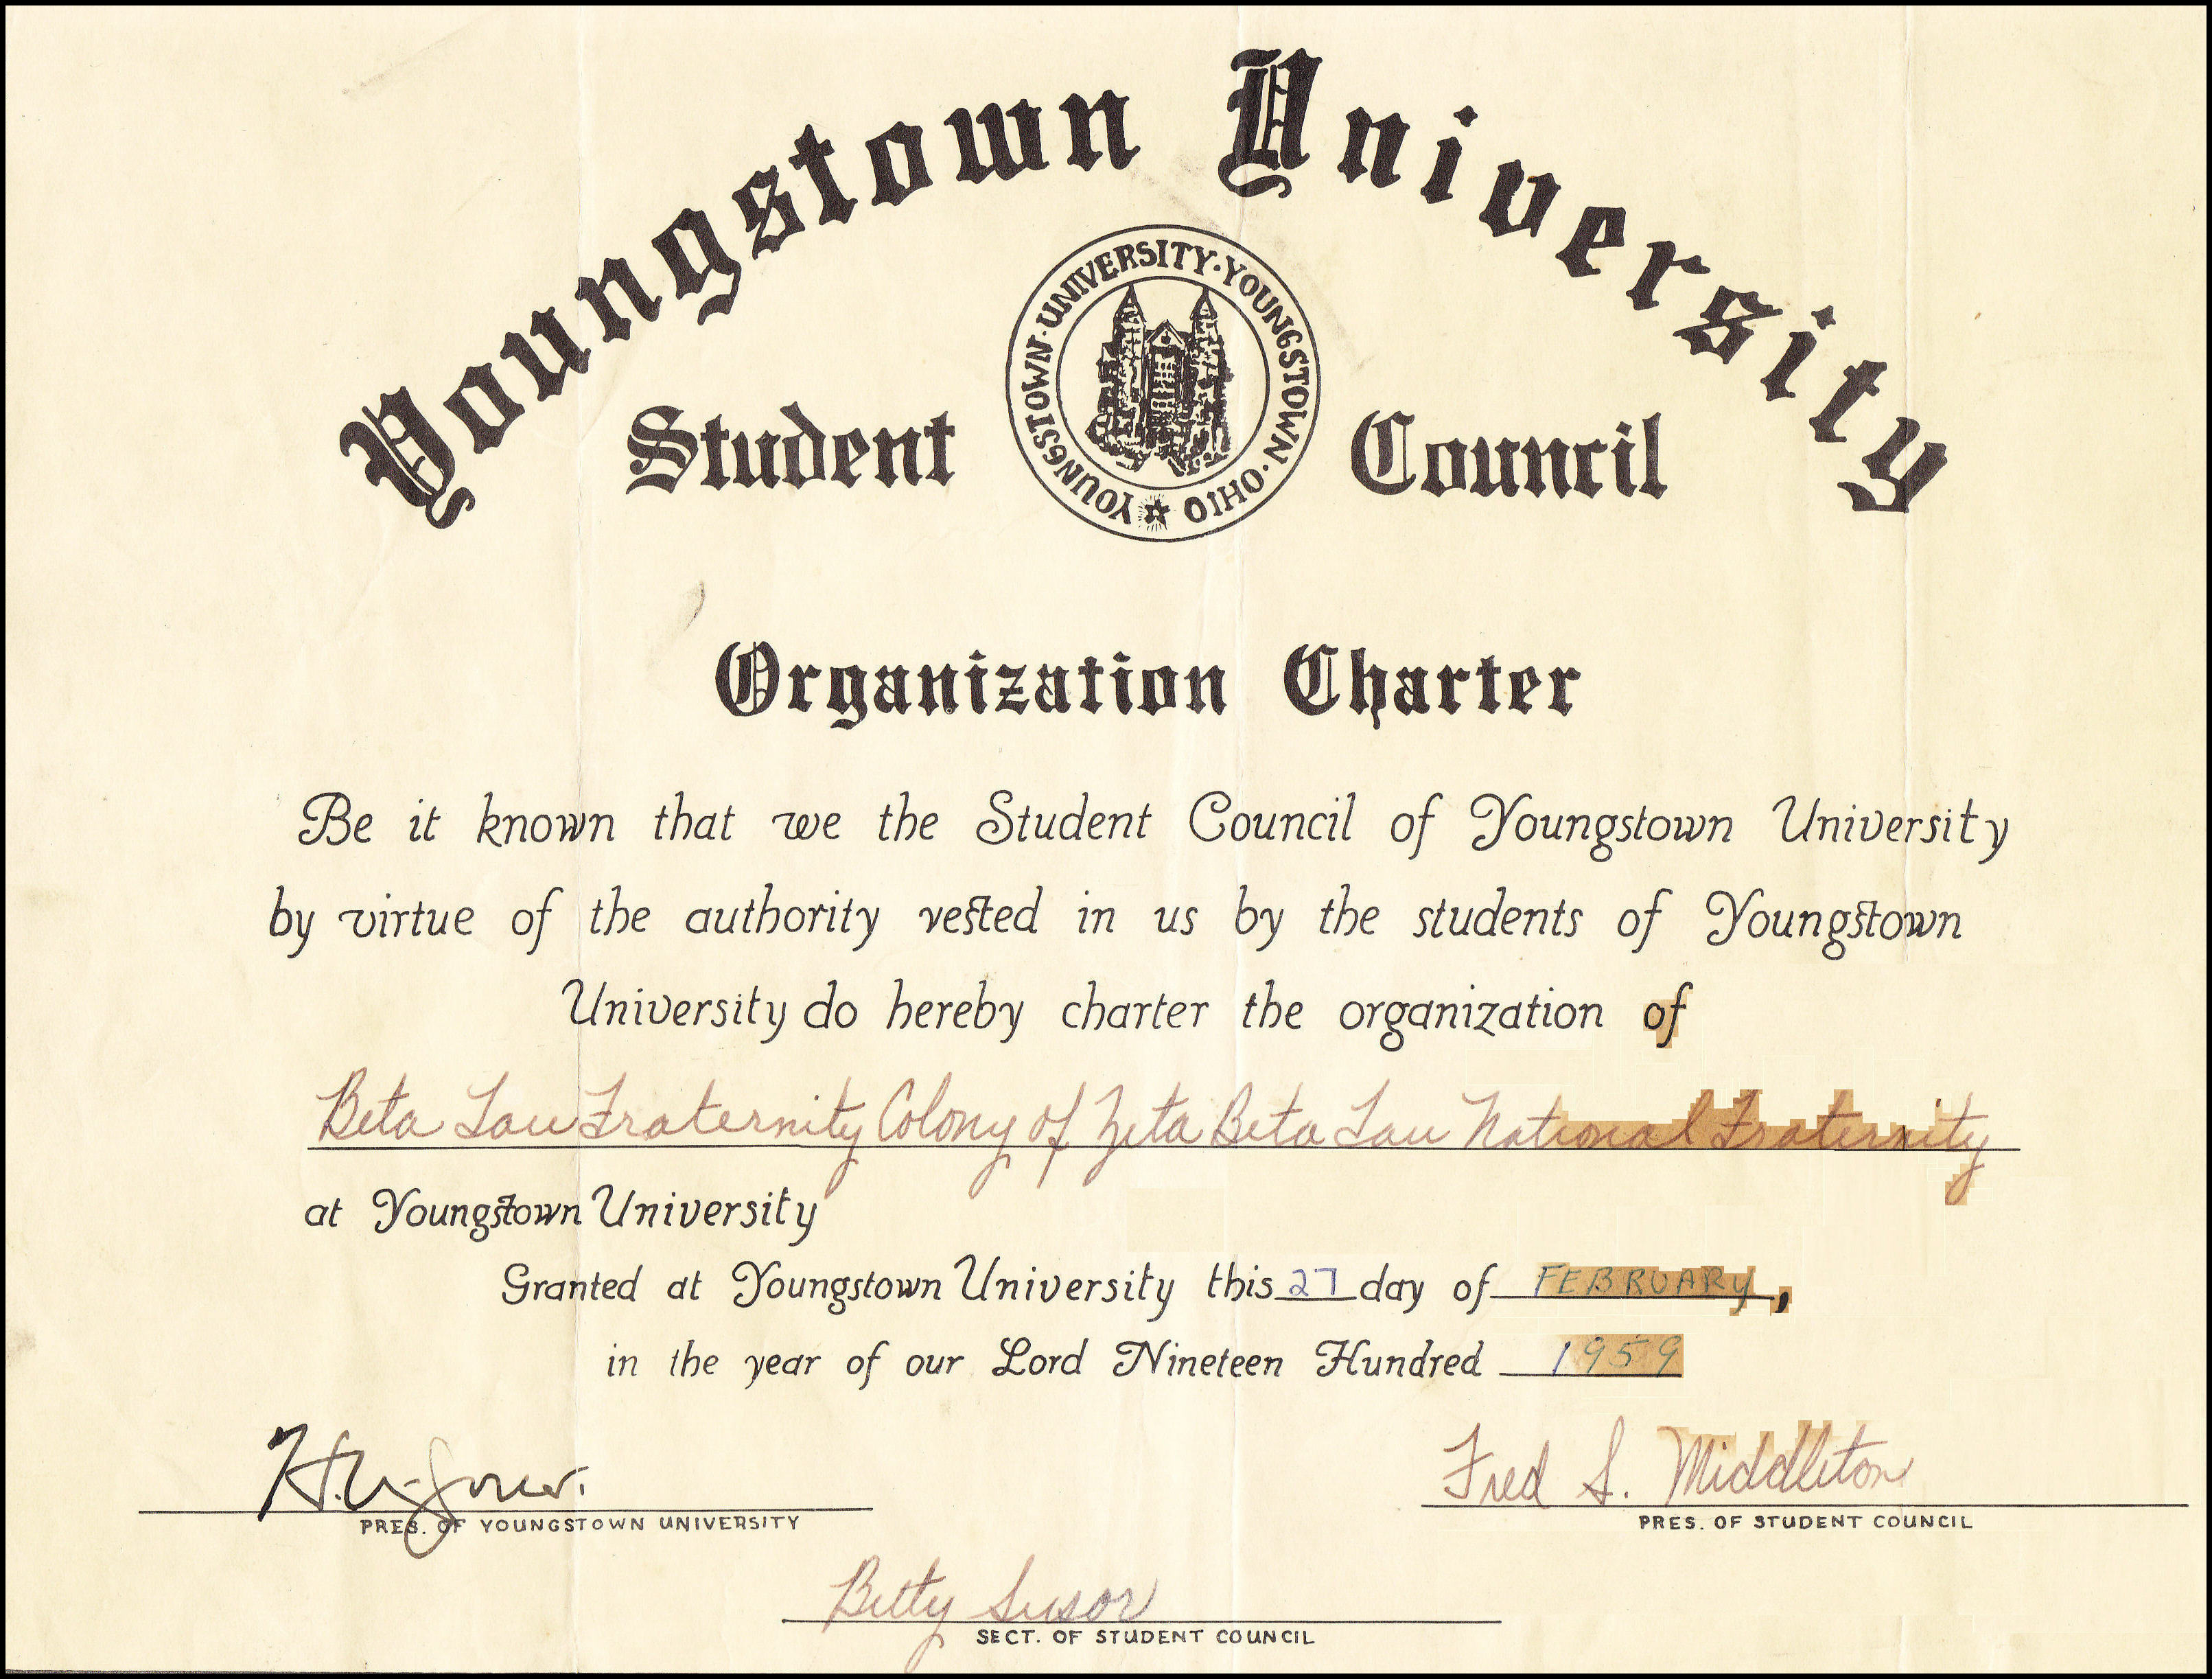 Youngstown University
Student Council
YOUNGSTOWN · UNIVERSITY · YOUNGSTOWN · OHIO
Organization Charter
Be it known that we the Student Council of Youngstown University
by virtue of the authority vested in us by the students of Youngstown
University do hereby charter the organization of
Beta Tau Fraternity Colony of Zeta Beta Tau National Fraternity
at Youngstown University
Granted at Youngstown University this 27 day of FEBRUARY,
in the year of our Lord Nineteen Hundred 1959
Fred S. Middleton
PRES. OF YOUNGSTOWN UNIVERSITY
PRES. OF STUDENT COUNCIL
Betty Susor
SECT. OF STUDENT COUNCIL